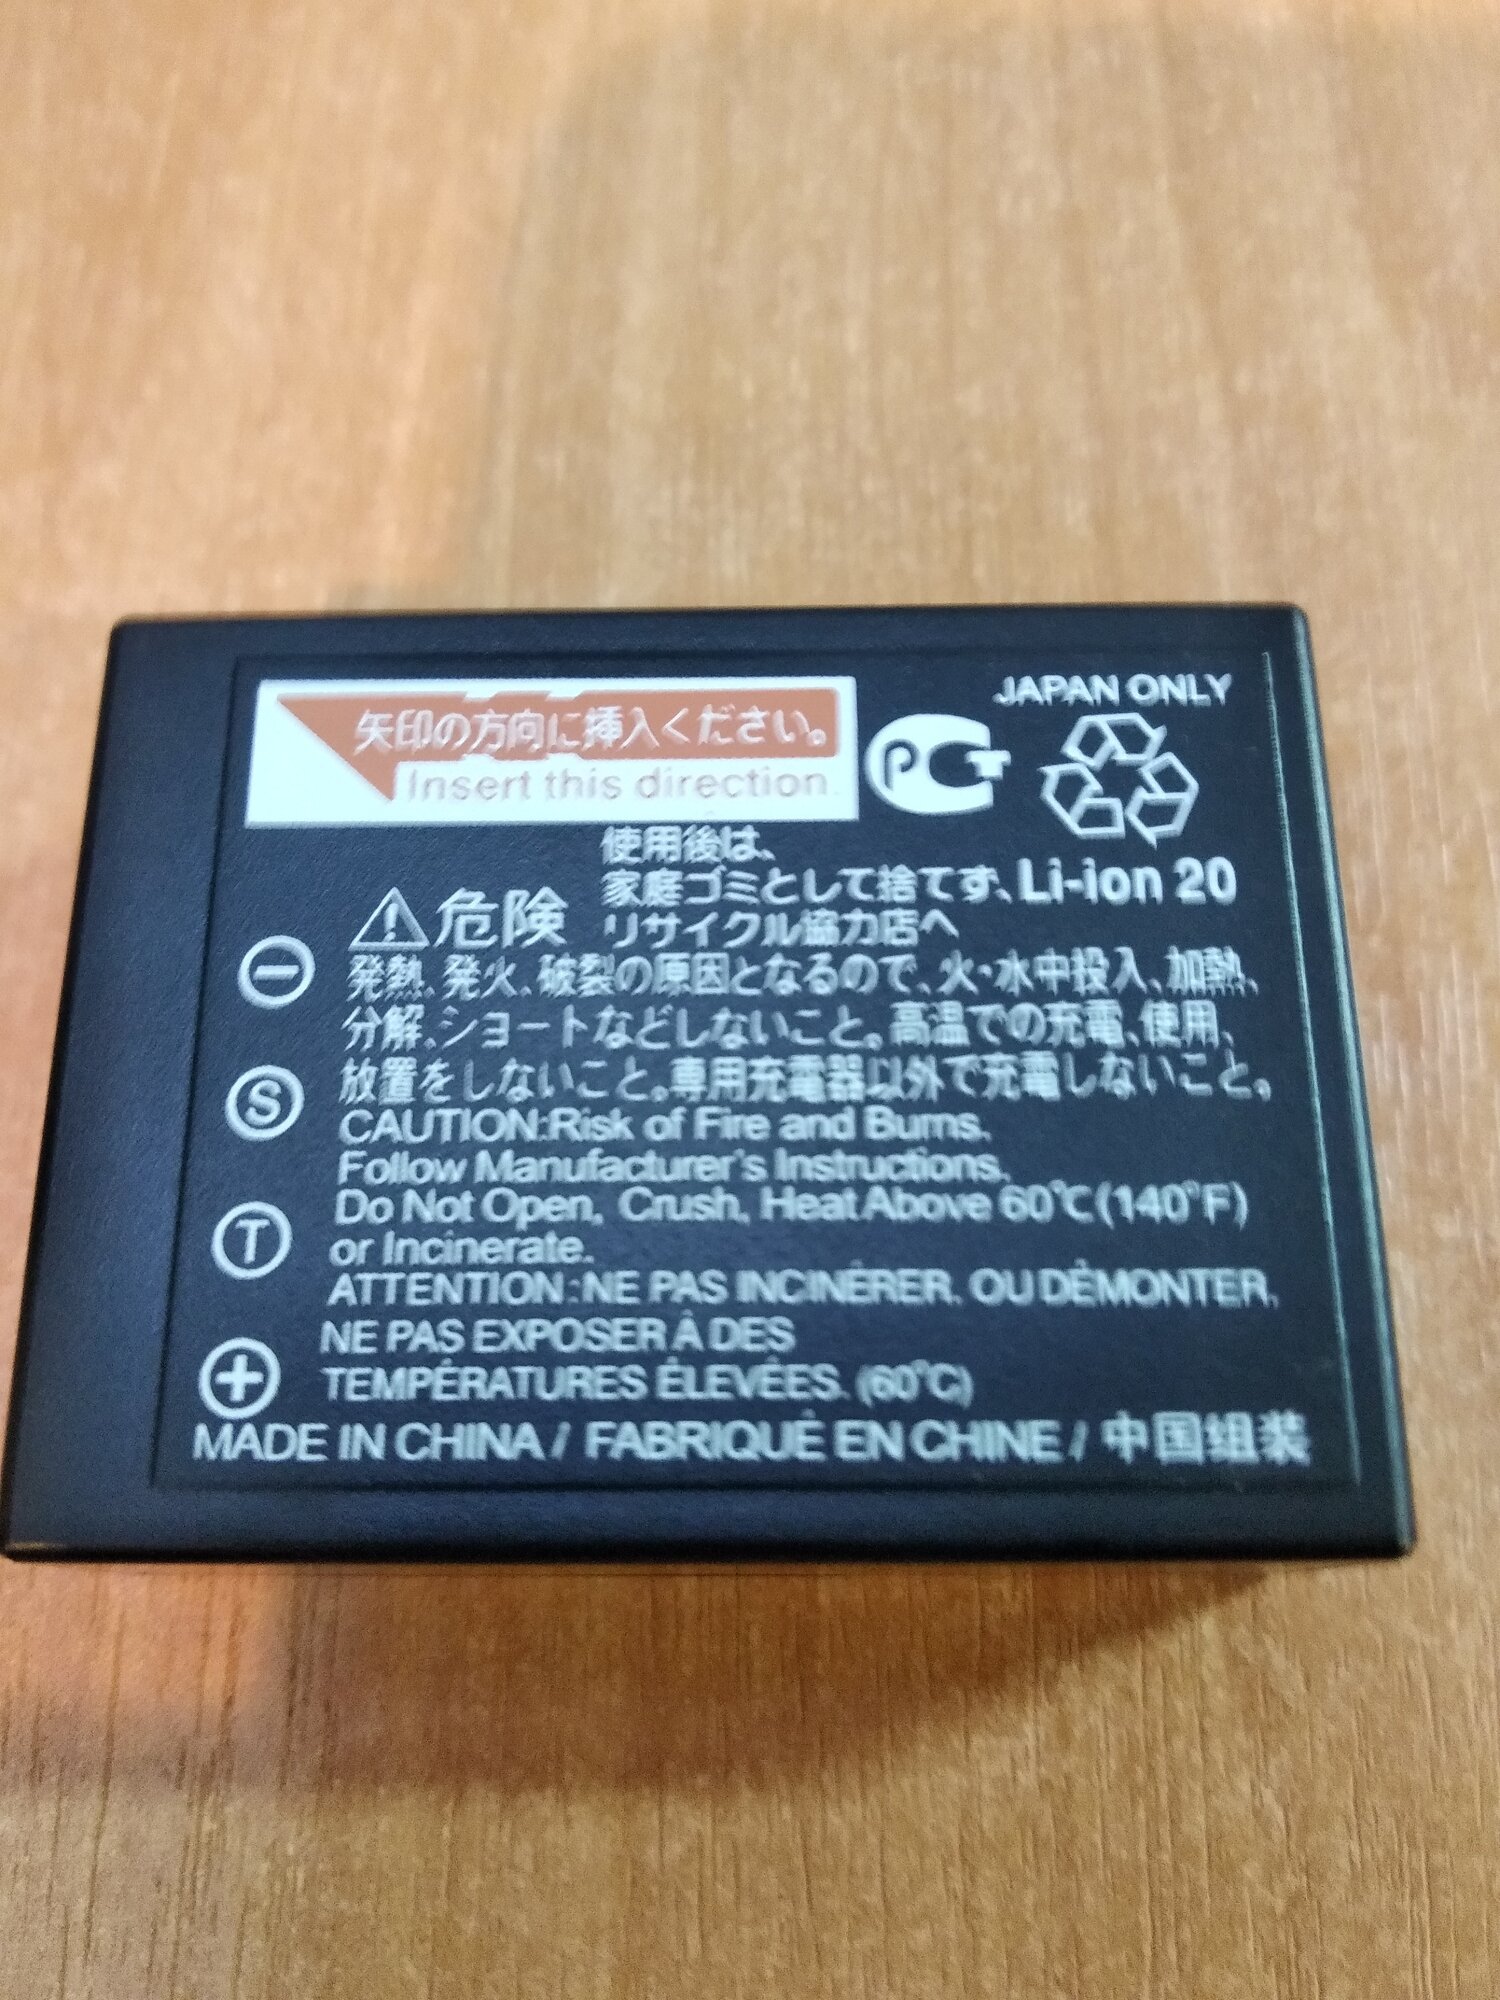 矢印の方向に挿入ください。
Insert this direction.
JAPAN ONLY
Li-ion 20
使用後は、
家庭ゴミとして捨てず、
リサイクル協力店へ
危険
発熱、発火、破裂の原因となるので、火・水中投入、加熱、
分解、ショートなどしないこと。高温での充電、使用、
放置をしないこと。専用充電器以外で充電しないこと。
CAUTION:Risk of Fire and Burns.
Follow Manufacturer's Instructions.
Do Not Open, Crush, Heat Above 60℃(140℉)
or Incinerate.
ATTENTION:NE PAS INCINÉRER. OU DÉMONTER,
NE PAS EXPOSER À DES
TEMPÉRATURES ÉLEVÉES. (60℃)
S
T
MADE IN CHINA / FABRIQUÉ EN CHINE / 中国组装